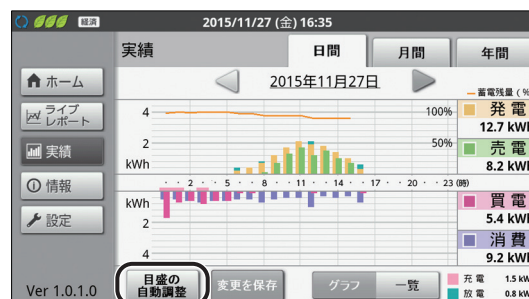 経済
2015/11/27 (金) 16:35
実績
日間
月間
年間
ホーム
ライブ
レポート
実績
情報
設定
Ver 1.0.1.0
2015年11月27日
蓄電残量 (%
4
2
kWh
100%
50%
2 5 8 11 14 17 20 23 (時)
kWh
2
4
発電
12.7 kWh
売電
8.2 kWh
買電
5.4 kWh
消費
9.2 kWh
充電 1.5 kW
放電 0.8 kW
目盛の
自動調整
変更を保存
グラフ
一覧